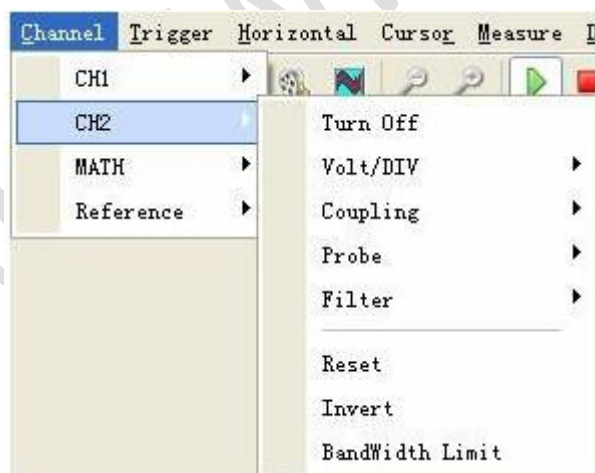 Channel Trigger Horizontal Cursor Measure
CH1
CH2
MATH
Reference
Turn Off
Volt/DIV
Coupling
Probe
Filter
Reset
Invert
BandWidth Limit